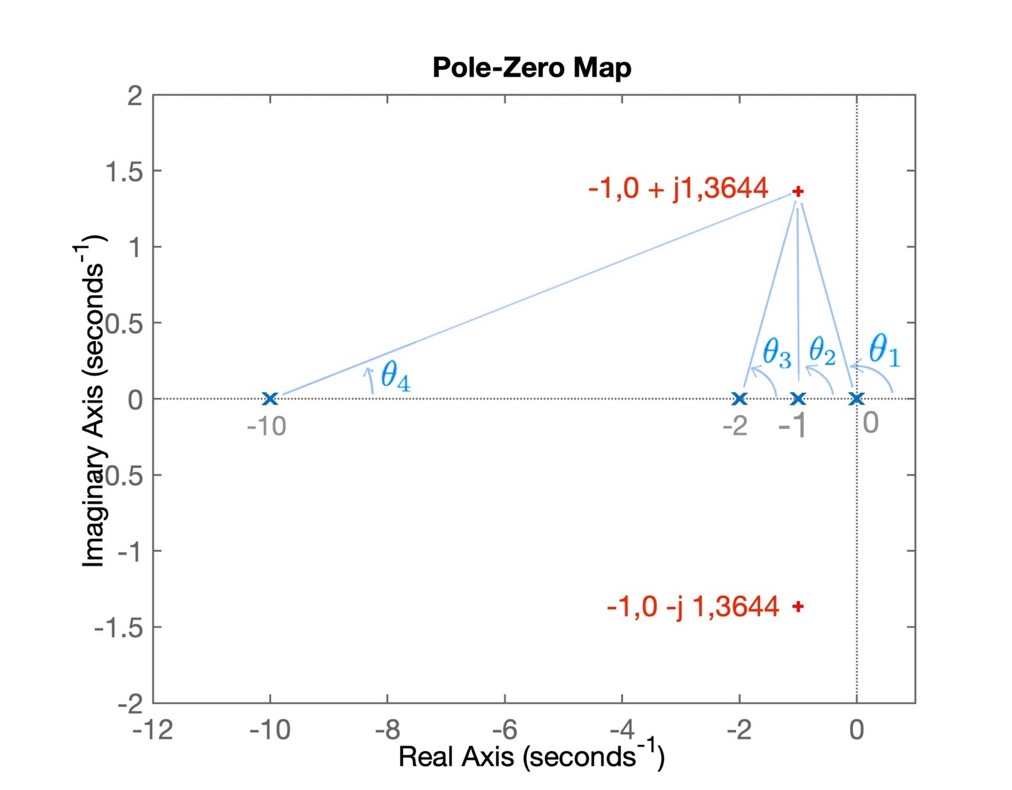 Pole-Zero Map
2
1.5
1
0.5
0
-0.5
-1
-1.5
-2
Imaginary Axis (seconds⁻¹)
-1,0 + j1,3644
θ₄
θ₃
θ₂
θ₁
-10
-2
-1
0
-1,0 -j 1,3644
-12 -10 -8 -6 -4 -2 0
Real Axis (seconds⁻¹)